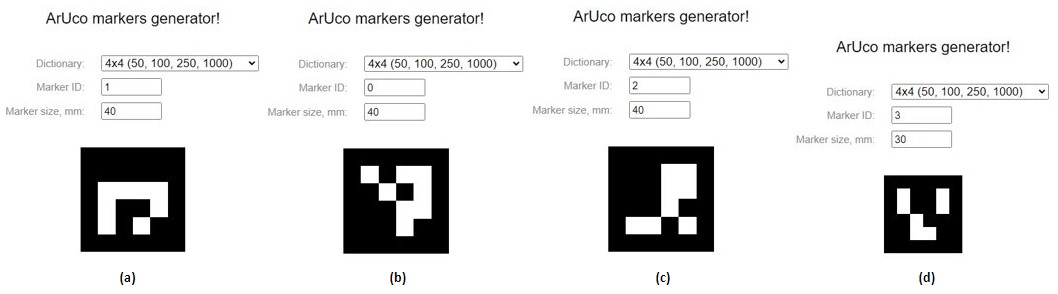 ArUco markers generator!
Dictionary: 4x4 (50, 100, 250, 1000)
Marker ID: 1
Marker size, mm: 40
(a)
ArUco markers generator!
Dictionary: 4x4 (50, 100, 250, 1000)
Marker ID: 0
Marker size, mm: 40
(b)
ArUco markers generator!
Dictionary: 4x4 (50, 100, 250, 1000)
Marker ID: 2
Marker size, mm: 40
(c)
ArUco markers generator!
Dictionary: 4x4 (50, 100, 250, 1000)
Marker ID: 3
Marker size, mm: 30
(d)